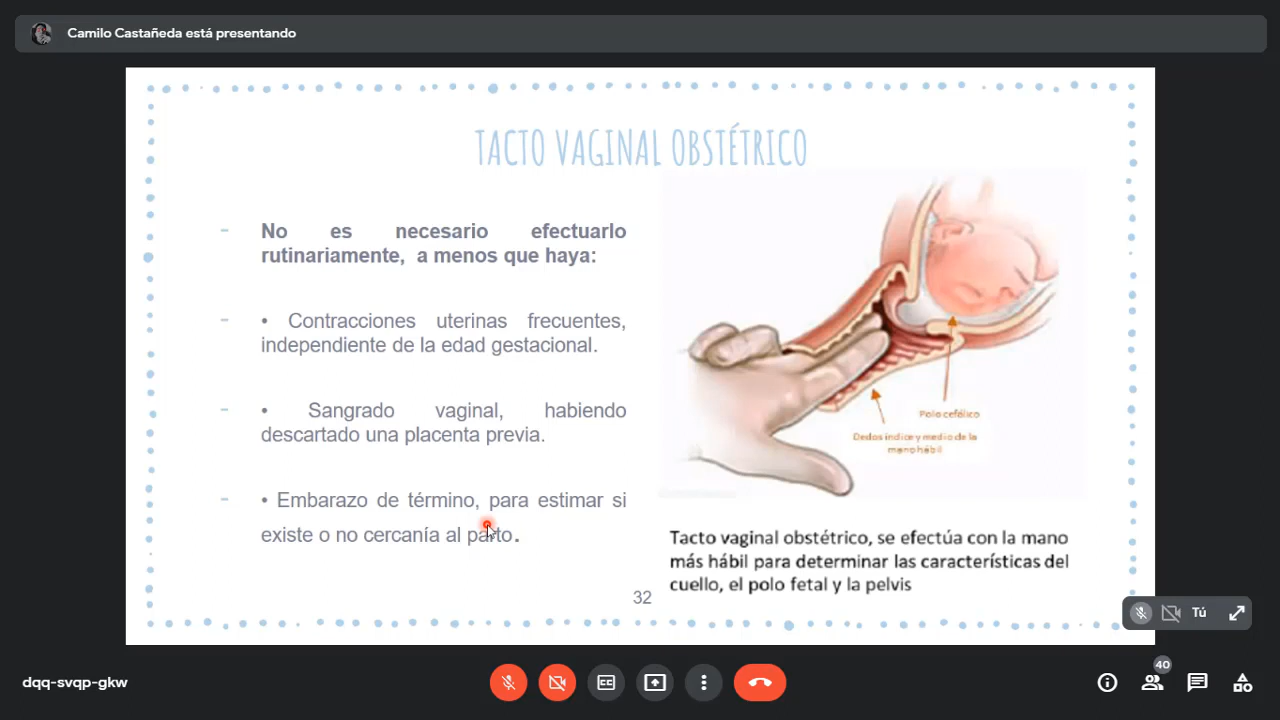 Camilo Castañeda está presentando
TACTO VAGINAL OBSTÉTRICO
- No es necesario efectuarlo
rutinariamente, a menos que haya:
- • Contracciones uterinas frecuentes,
independiente de la edad gestacional.
- • Sangrado vaginal, habiendo
descartado una placenta previa.
- • Embarazo de término, para estimar si
existe o no cercanía al parto.
Polo cefálico
Dedos índice y medio de la
mano hábil
Tacto vaginal obstétrico, se efectúa con la mano
más hábil para determinar las características del
cuello, el polo fetal y la pelvis
32
Tú
dqq-svqp-gkw
CC
40